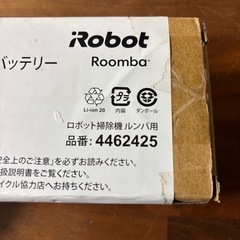 iRobot
バッテリー Roomba®
Li-ion 20 内装 ダンボール
ロボット掃除機 ルンバ用
品番: 4462425
安全上のご注意」を必ずお読みください。
取扱説明書をご覧ください。
イクル協力店へお持ちください。